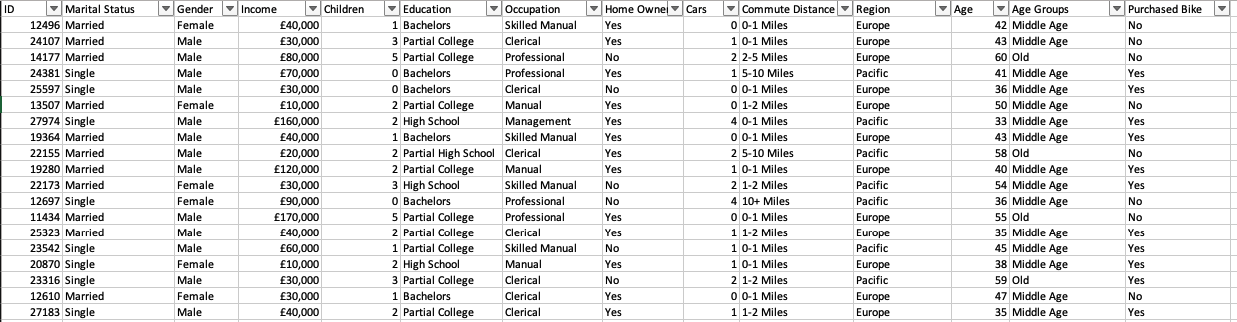 ID Marital Status Gender Income Children Education Occupation Home Owne Cars Commute Distance Region Age Age Groups Purchased Bike
12496 Married Female £40,000 1 Bachelors Skilled Manual Yes 0 0-1 Miles Europe 42 Middle Age No
24107 Married Male £30,000 3 Partial College Clerical Yes 1 0-1 Miles Europe 43 Middle Age No
14177 Married Male £80,000 5 Partial College Professional No 2 2-5 Miles Europe 60 Old No
24381 Single Male £70,000 0 Bachelors Professional Yes 1 5-10 Miles Pacific 41 Middle Age Yes
25597 Single Male £30,000 0 Bachelors Clerical No 0 0-1 Miles Europe 36 Middle Age Yes
13507 Married Female £10,000 2 Partial College Manual Yes 0 1-2 Miles Europe 50 Middle Age No
27974 Single Male £160,000 2 High School Management Yes 4 0-1 Miles Pacific 33 Middle Age Yes
19364 Married Male £40,000 1 Bachelors Skilled Manual Yes 0 0-1 Miles Europe 43 Middle Age Yes
22155 Married Male £20,000 2 Partial High School Clerical Yes 2 5-10 Miles Pacific 58 Old No
19280 Married Male £120,000 2 Partial College Manual Yes 1 0-1 Miles Europe 40 Middle Age Yes
22173 Married Female £30,000 3 High School Skilled Manual No 2 1-2 Miles Pacific 54 Middle Age Yes
12697 Single Female £90,000 0 Bachelors Professional No 4 10+ Miles Pacific 36 Middle Age No
11434 Married Male £170,000 5 Partial College Professional Yes 0 0-1 Miles Europe 55 Old No
25323 Married Male £40,000 2 Partial College Clerical Yes 1 1-2 Miles Europe 35 Middle Age Yes
23542 Single Male £60,000 1 Partial College Skilled Manual No 1 0-1 Miles Pacific 45 Middle Age Yes
20870 Single Female £10,000 2 High School Manual Yes 1 0-1 Miles Europe 38 Middle Age Yes
23316 Single Male £30,000 3 Partial College Clerical No 2 1-2 Miles Pacific 59 Old Yes
12610 Married Female £30,000 1 Bachelors Clerical Yes 0 0-1 Miles Europe 47 Middle Age No
27183 Single Male £40,000 2 Partial College Clerical Yes 1 1-2 Miles Europe 35 Middle Age Yes